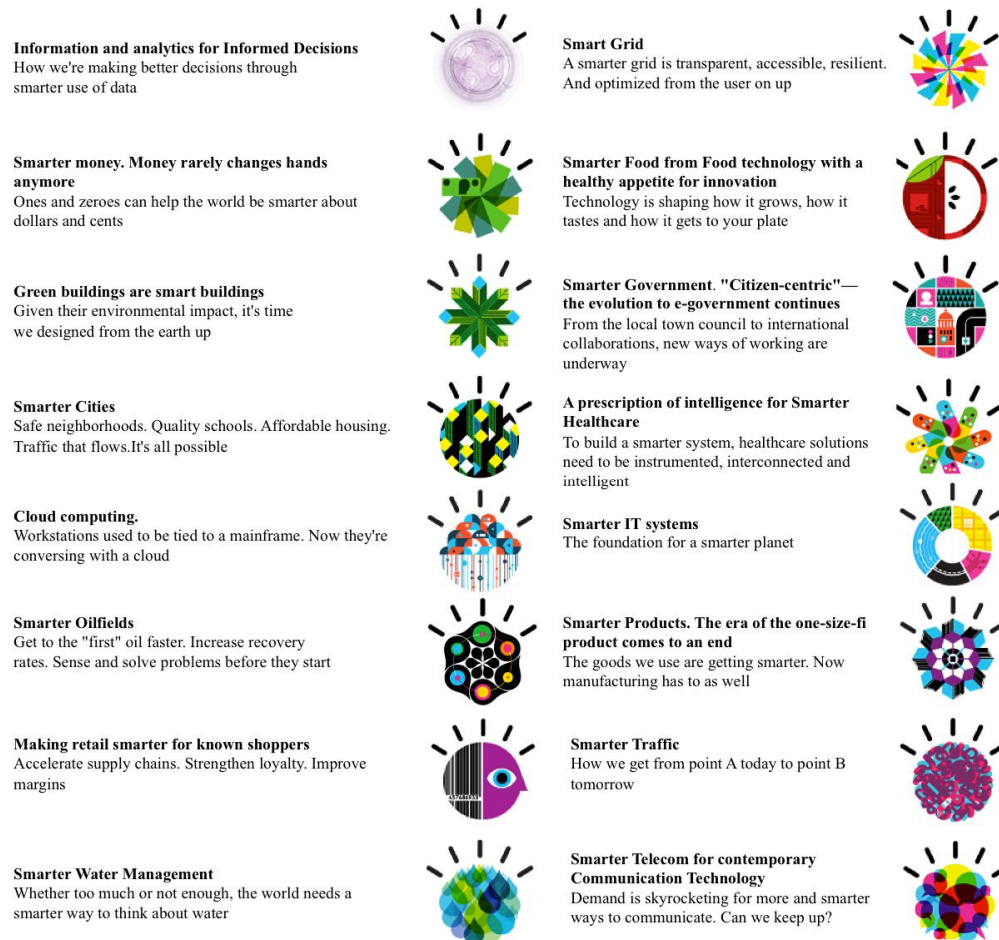 Information and analytics for Informed Decisions
How we're making better decisions through
smarter use of data
Smart Grid
A smarter grid is transparent, accessible, resilient.
And optimized from the user on up
Smarter money. Money rarely changes hands
anymore
Ones and zeroes can help the world be smarter about
dollars and cents
Smarter Food from Food technology with a
healthy appetite for innovation
Technology is shaping how it grows, how it
tastes and how it gets to your plate
Green buildings are smart buildings
Given their environmental impact, it's time
we designed from the earth up
Smarter Government. "Citizen-centric"—
the evolution to e-government continues
From the local town council to international
collaborations, new ways of working are
underway
Smarter Cities
Safe neighborhoods. Quality schools. Affordable housing.
Traffic that flows.It's all possible
A prescription of intelligence for Smarter
Healthcare
To build a smarter system, healthcare solutions
need to be instrumented, interconnected and
intelligent
Cloud computing.
Workstations used to be tied to a mainframe. Now they're
conversing with a cloud
Smarter IT systems
The foundation for a smarter planet
Smarter Oilfields
Get to the "first" oil faster. Increase recovery
rates. Sense and solve problems before they start
Smarter Products. The era of the one-size-fi
product comes to an end
The goods we use are getting smarter. Now
manufacturing has to as well
Making retail smarter for known shoppers
Accelerate supply chains. Strengthen loyalty. Improve
margins
Smarter Traffic
How we get from point A today to point B
tomorrow
Smarter Water Management
Whether too much or not enough, the world needs a
smarter way to think about water
Smarter Telecom for contemporary
Communication Technology
Demand is skyrocketing for more and smarter
ways to communicate. Can we keep up?